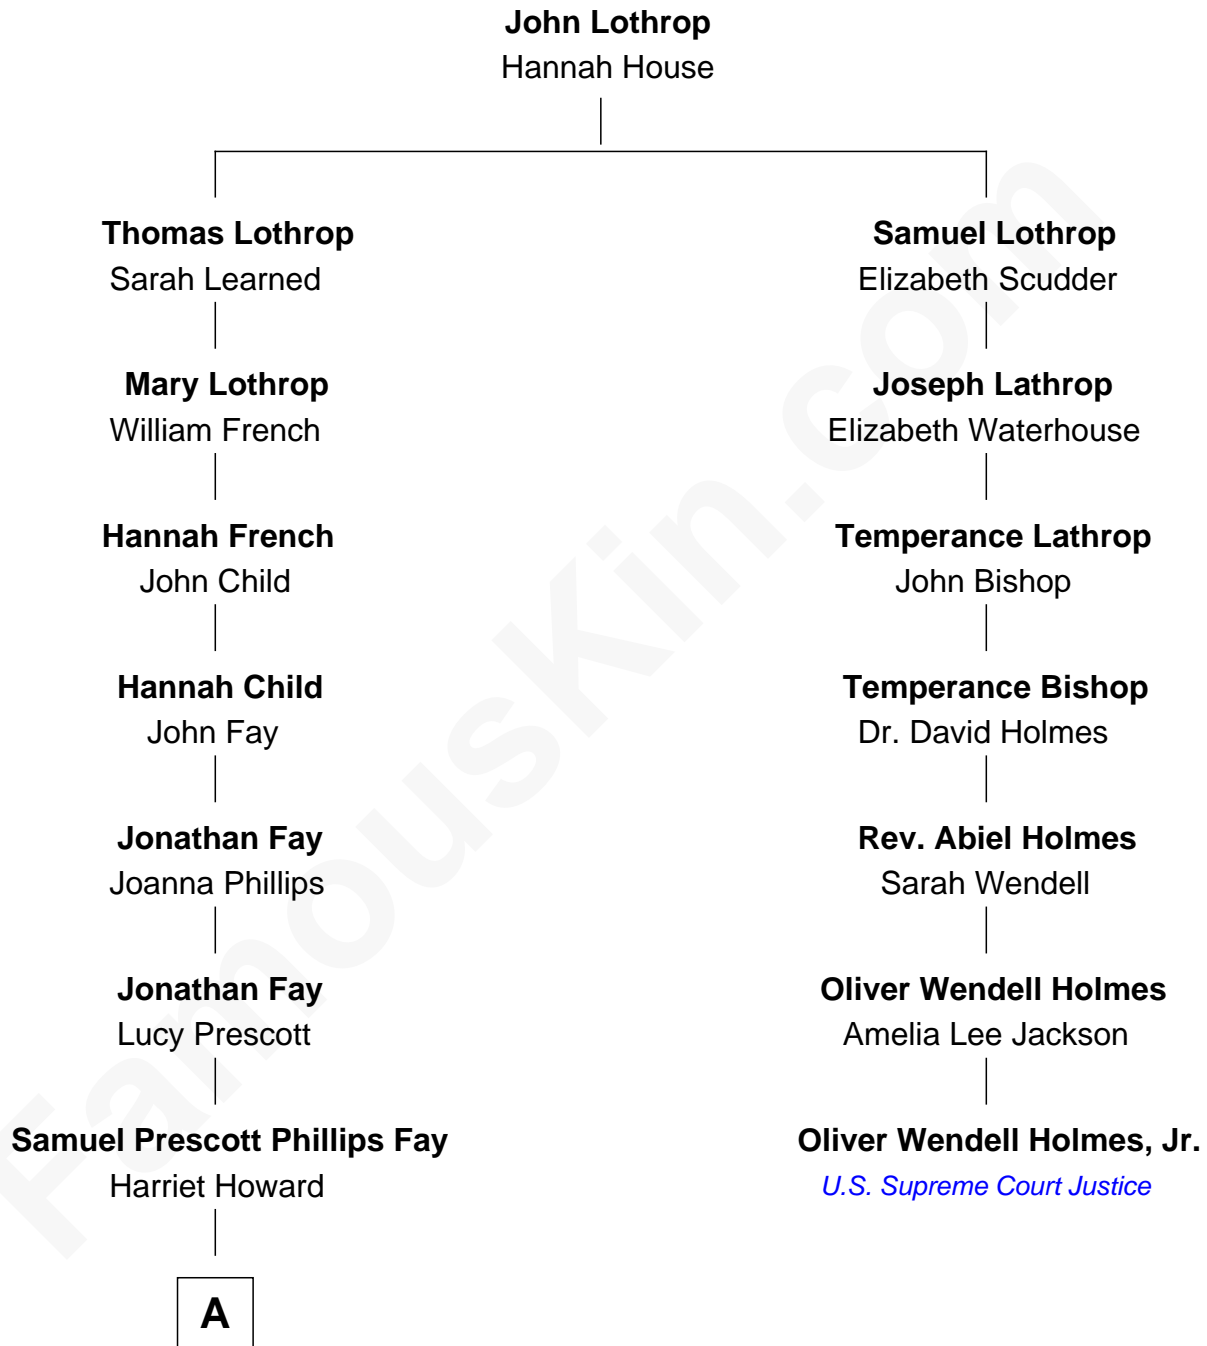 John Lothrop
Hannah House
Thomas Lothrop
Sarah Learned
Mary Lothrop
William French
Hannah French
John Child
Hannah Child
John Fay
Jonathan Fay
Joanna Phillips
Jonathan Fay
Lucy Prescott
Samuel Prescott Phillips Fay
Harriet Howard
A
Samuel Lothrop
Elizabeth Scudder
Joseph Lathrop
Elizabeth Waterhouse
Temperance Lathrop
John Bishop
Temperance Bishop
Dr. David Holmes
Rev. Abiel Holmes
Sarah Wendell
Oliver Wendell Holmes
Amelia Lee Jackson
Oliver Wendell Holmes, Jr.
U.S. Supreme Court Justice
FamousKin.com